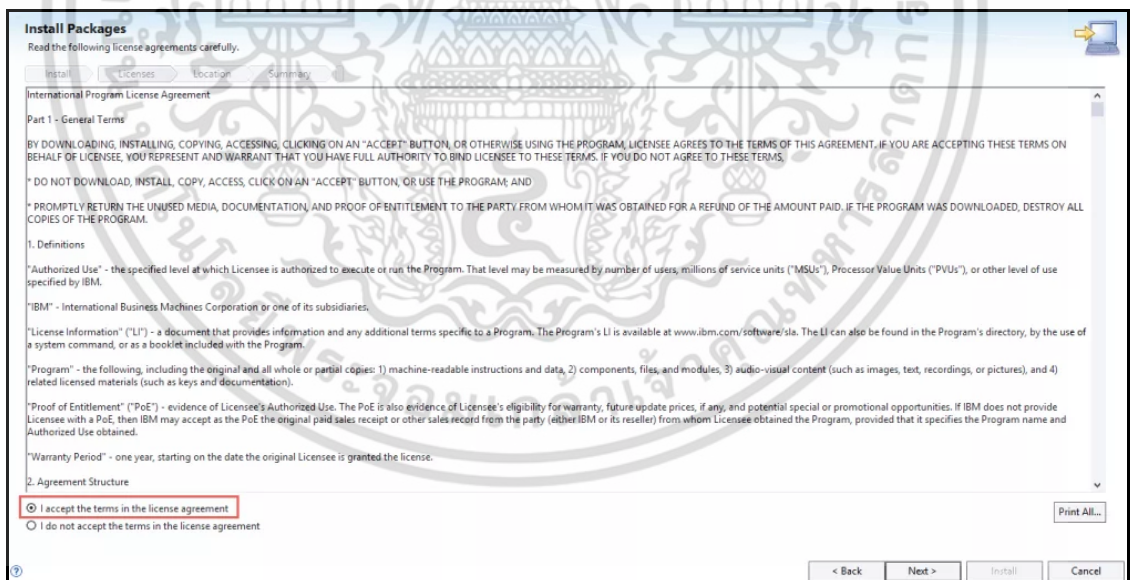 Install Packages
Read the following license agreements carefully.
Install Licenses Location Summary
International Program License Agreement
Part 1 - General Terms
BY DOWNLOADING, INSTALLING, COPYING, ACCESSING, CLICKING ON AN "ACCEPT" BUTTON, OR OTHERWISE USING THE PROGRAM, LICENSEE AGREES TO THE TERMS OF THIS AGREEMENT. IF YOU ARE ACCEPTING THESE TERMS ON
BEHALF OF LICENSEE, YOU REPRESENT AND WARRANT THAT YOU HAVE FULL AUTHORITY TO BIND LICENSEE TO THESE TERMS. IF YOU DO NOT AGREE TO THESE TERMS,
* DO NOT DOWNLOAD, INSTALL, COPY, ACCESS, CLICK ON AN "ACCEPT" BUTTON, OR USE THE PROGRAM; AND
* PROMPTLY RETURN THE UNUSED MEDIA, DOCUMENTATION, AND PROOF OF ENTITLEMENT TO THE PARTY FROM WHOM IT WAS OBTAINED FOR A REFUND OF THE AMOUNT PAID. IF THE PROGRAM WAS DOWNLOADED, DESTROY ALL
COPIES OF THE PROGRAM.
1. Definitions
"Authorized Use" - the specified level at which Licensee is authorized to execute or run the Program. That level may be measured by number of users, millions of service units ("MSUs"), Processor Value Units ("PVUs"), or other level of use
specified by IBM.
"IBM" - International Business Machines Corporation or one of its subsidiaries.
"License Information" ("LI") - a document that provides information and any additional terms specific to a Program. The Program's LI is available at www.ibm.com/software/sla. The LI can also be found in the Program's directory, by the use of
a system command, or as a booklet included with the Program.
"Program" - the following, including the original and all whole or partial copies: 1) machine-readable instructions and data, 2) components, files, and modules, 3) audio-visual content (such as images, text, recordings, or pictures), and 4)
related licensed materials (such as keys and documentation).
"Proof of Entitlement" ("PoE") - evidence of Licensee's Authorized Use. The PoE is also evidence of Licensee's eligibility for warranty, future update prices, if any, and potential special or promotional opportunities. If IBM does not provide
Licensee with a PoE, then IBM may accept as the PoE the original paid sales receipt or other sales record from the party (either IBM or its reseller) from whom Licensee obtained the Program, provided that it specifies the Program name and
Authorized Use obtained.
"Warranty Period" - one year, starting on the date the original Licensee is granted the license.
2. Agreement Structure
I accept the terms in the license agreement
Print All...
I do not accept the terms in the license agreement
< Back Next > Install Cancel